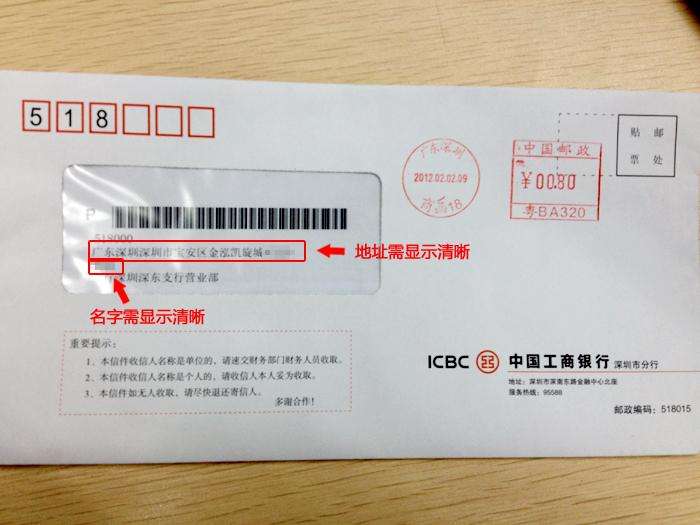 518
贴 邮
票 处
广东深圳
2012.02.02.09
中国邮政
¥00.80
粤BA320
P
518000
广东深圳深圳市宝安区金泓凯旋城
地址需显示清晰
深圳深东支行营业部
名字需显示清晰
重要提示:
1、本信件收信人名称是单位的,请速交财务部门财务人员收取。
2、本信件收信人名称是个人的,请收信人本人妥为收取。
3、本信件如无人收取,请尽快退还寄信人。
多谢合作!
ICBC 中国工商银行 深圳市分行
地址:深圳市深南东路金融中心北座
服务热线:95588
邮政编码:518015